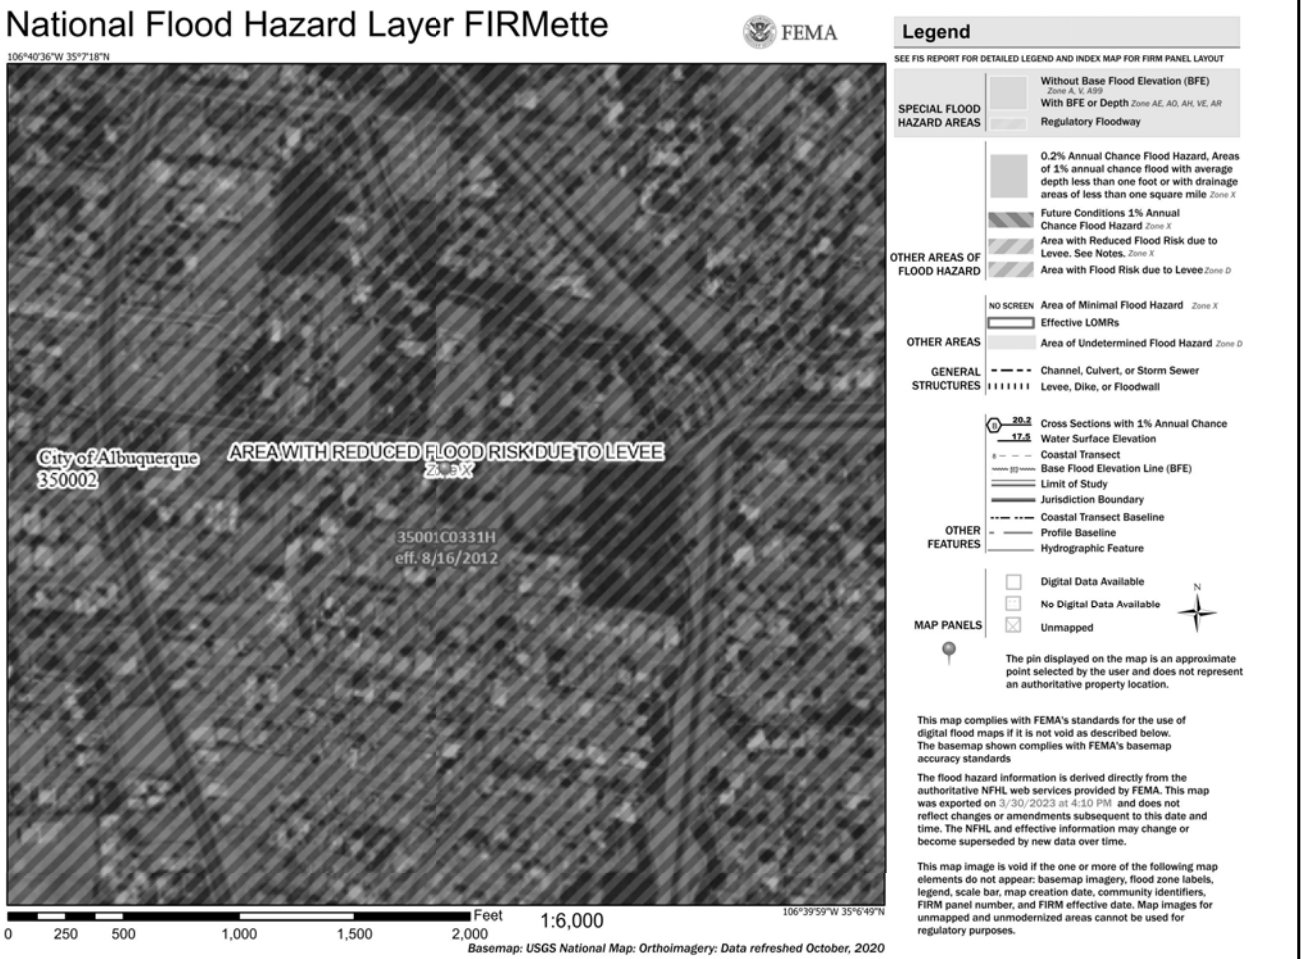 National Flood Hazard Layer FIRMette
FEMA
106°40'36"W 35°7'18"N
City of Albuquerque
350002
AREA WITH REDUCED FLOOD RISK DUE TO LEVEE
Zone X
35001C0331H
eff. 8/16/2012
106°39'59"W 35°6'49"N
Feet
1:6,000
0 250 500 1,000 1,500 2,000
Basemap: USGS National Map: Orthoimagery: Data refreshed October, 2020
Legend
SEE FIS REPORT FOR DETAILED LEGEND AND INDEX MAP FOR FIRM PANEL LAYOUT
SPECIAL FLOOD
HAZARD AREAS
Without Base Flood Elevation (BFE)
Zone A, V, A99
With BFE or Depth Zone AE, AO, AH, VE, AR
Regulatory Floodway
0.2% Annual Chance Flood Hazard, Areas
of 1% annual chance flood with average
depth less than one foot or with drainage
areas of less than one square mile Zone X
Future Conditions 1% Annual
Chance Flood Hazard Zone X
Area with Reduced Flood Risk due to
Levee. See Notes. Zone X
Area with Flood Risk due to Levee Zone D
OTHER AREAS OF
FLOOD HAZARD
NO SCREEN Area of Minimal Flood Hazard Zone X
Effective LOMRs
OTHER AREAS
Area of Undetermined Flood Hazard Zone D
GENERAL
STRUCTURES
Channel, Culvert, or Storm Sewer
Levee, Dike, or Floodwall
B 20.2 Cross Sections with 1% Annual Chance
17.5 Water Surface Elevation
8 Coastal Transect
513 Base Flood Elevation Line (BFE)
Limit of Study
Jurisdiction Boundary
Coastal Transect Baseline
OTHER
FEATURES
Profile Baseline
Hydrographic Feature
Digital Data Available
No Digital Data Available
Unmapped
MAP PANELS
N
The pin displayed on the map is an approximate
point selected by the user and does not represent
an authoritative property location.
This map complies with FEMA's standards for the use of
digital flood maps if it is not void as described below.
The basemap shown complies with FEMA's basemap
accuracy standards
The flood hazard information is derived directly from the
authoritative NFHL web services provided by FEMA. This map
was exported on 3/30/2023 at 4:10 PM and does not
reflect changes or amendments subsequent to this date and
time. The NFHL and effective information may change or
become superseded by new data over time.
This map image is void if the one or more of the following map
elements do not appear: basemap imagery, flood zone labels,
legend, scale bar, map creation date, community identifiers,
FIRM panel number, and FIRM effective date. Map images for
unmapped and unmodernized areas cannot be used for
regulatory purposes.